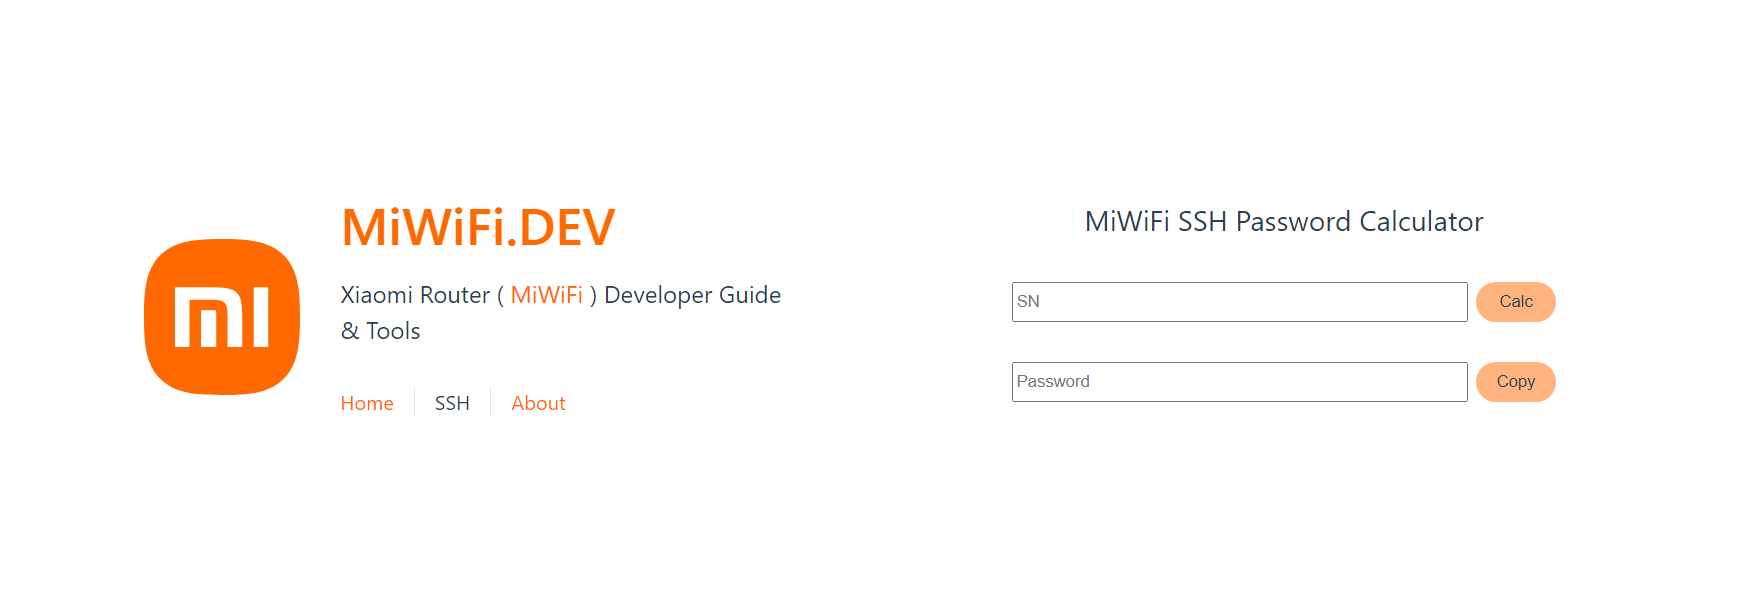 mi
MiWiFi.DEV
Xiaomi Router ( MiWiFi ) Developer Guide
& Tools
Home
SSH
About
MiWiFi SSH Password Calculator
SN
Calc
Password
Copy